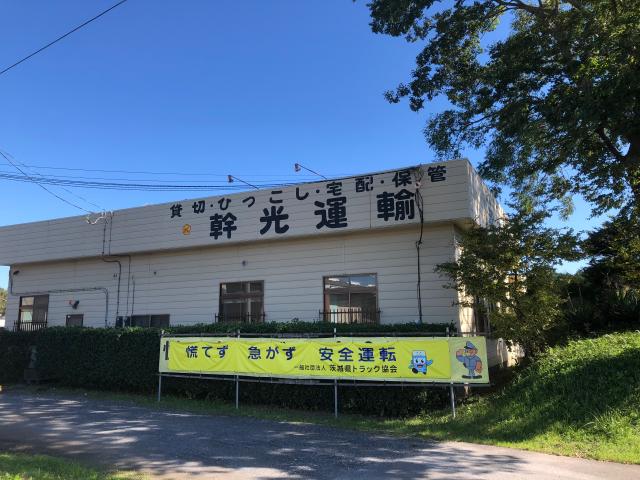 貸切・ひっこし・宅配・保管
幹光運輸
慌てず 急がず 安全運転
一般社団法人 茨城県トラック協会